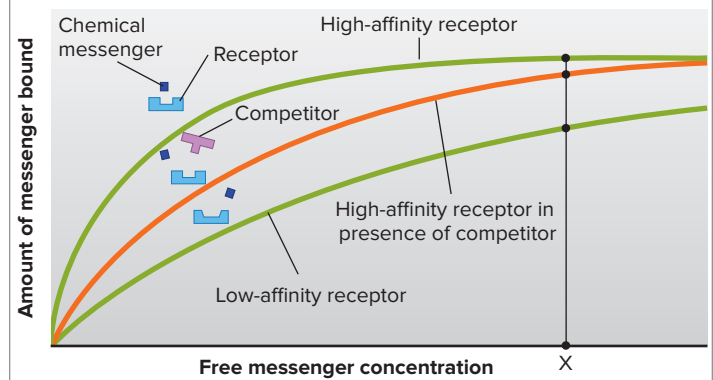 High-affinity receptor
Chemical
messenger
Receptor
Competitor
High-affinity receptor in
presence of competitor
Low-affinity receptor
Amount of messenger bound
Free messenger concentration
X